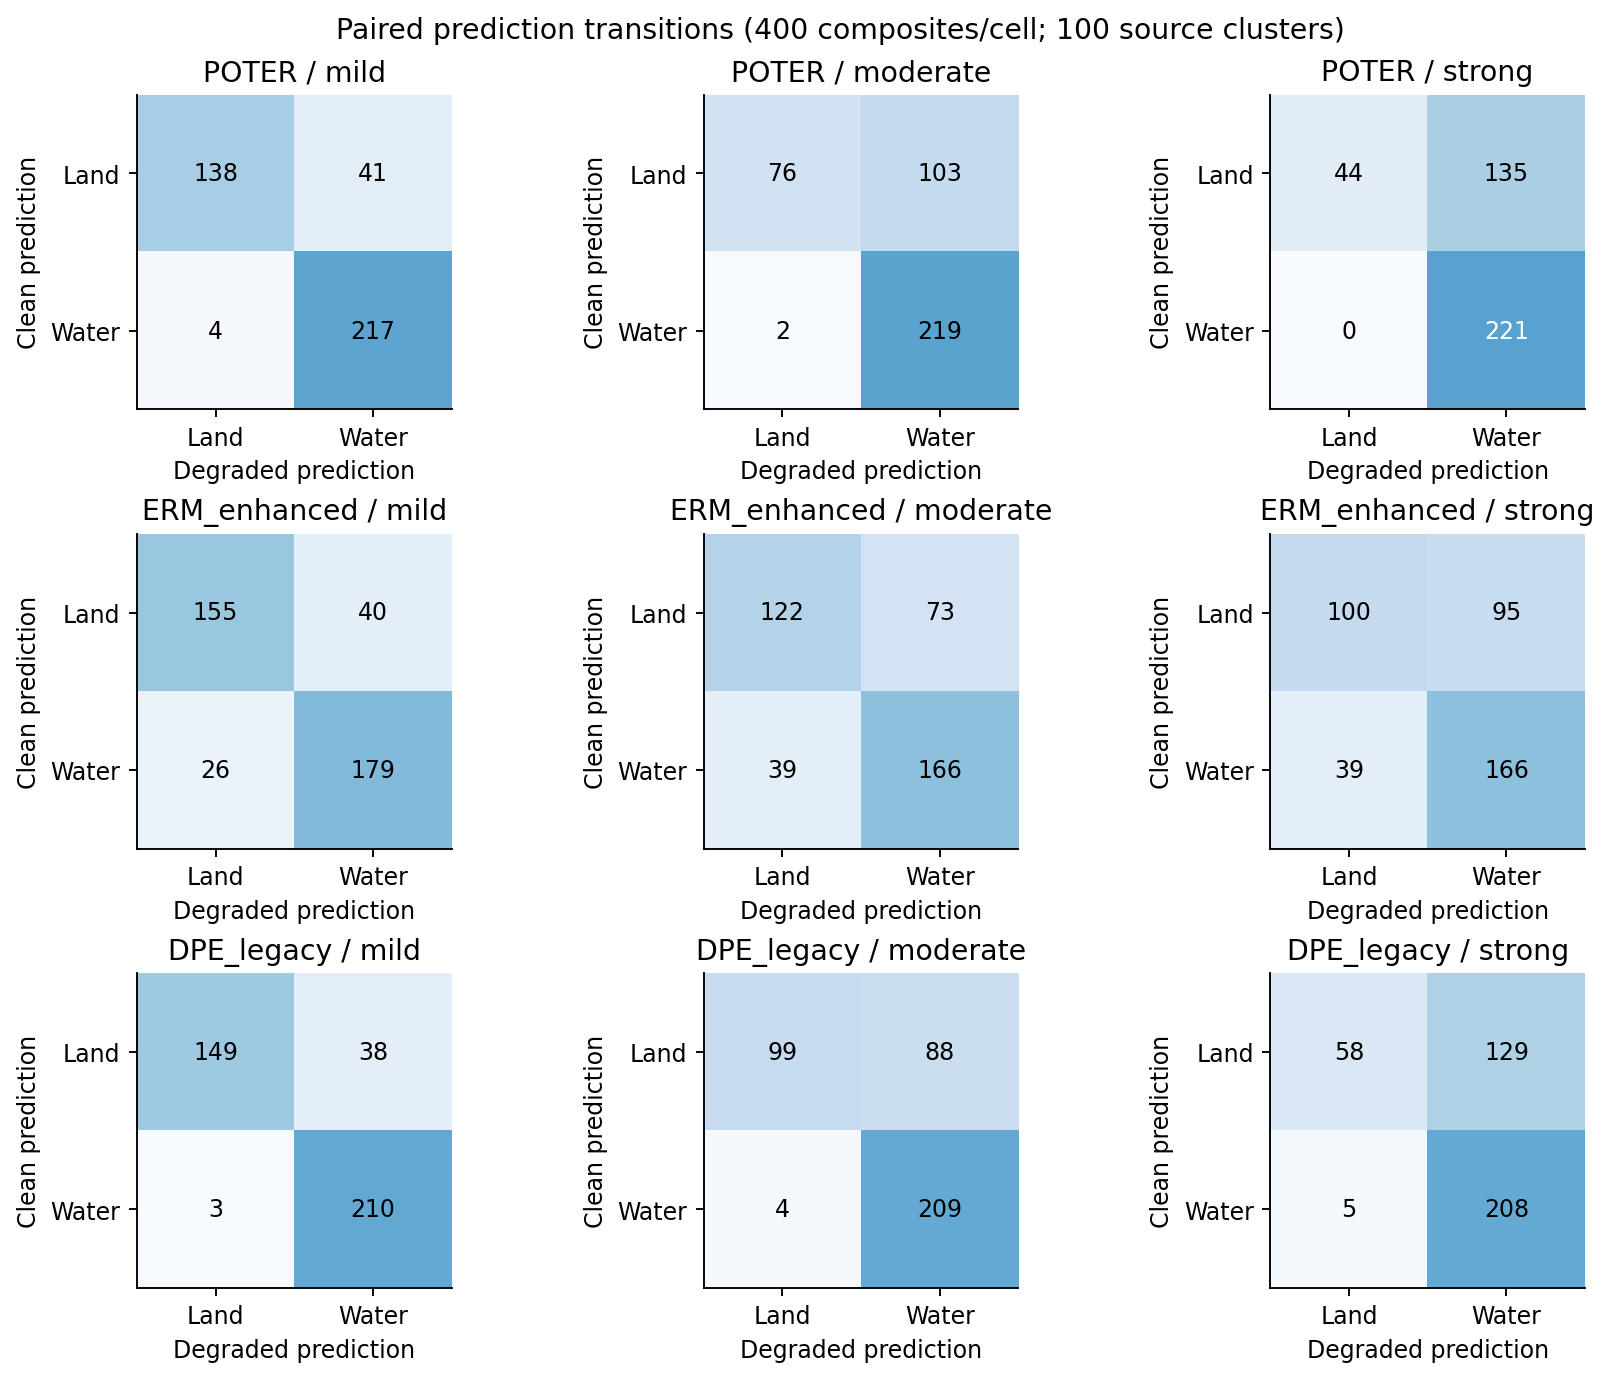 Paired prediction transitions (400 composites/cell; 100 source clusters)
POTER / mild
POTER / moderate
POTER / strong
Clean prediction
Land
138
41
Water
4
217
Land
Water
Degraded prediction
Clean prediction
Land
76
103
Water
2
219
Land
Water
Degraded prediction
Clean prediction
Land
44
135
Water
0
221
Land
Water
Degraded prediction
ERM_enhanced / mild
ERM_enhanced / moderate
ERM_enhanced / strong
Clean prediction
Land
155
40
Water
26
179
Land
Water
Degraded prediction
Clean prediction
Land
122
73
Water
39
166
Land
Water
Degraded prediction
Clean prediction
Land
100
95
Water
39
166
Land
Water
Degraded prediction
DPE_legacy / mild
DPE_legacy / moderate
DPE_legacy / strong
Clean prediction
Land
149
38
Water
3
210
Land
Water
Degraded prediction
Clean prediction
Land
99
88
Water
4
209
Land
Water
Degraded prediction
Clean prediction
Land
58
129
Water
5
208
Land
Water
Degraded prediction